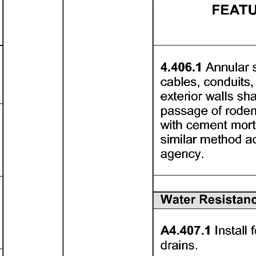 FEATU
4.406.1 Annular s
cables, conduits,
exterior walls sha
passage of roden
with cement mort
similar method ac
agency.
Water Resistanc
A4.407.1 Install f
drains.